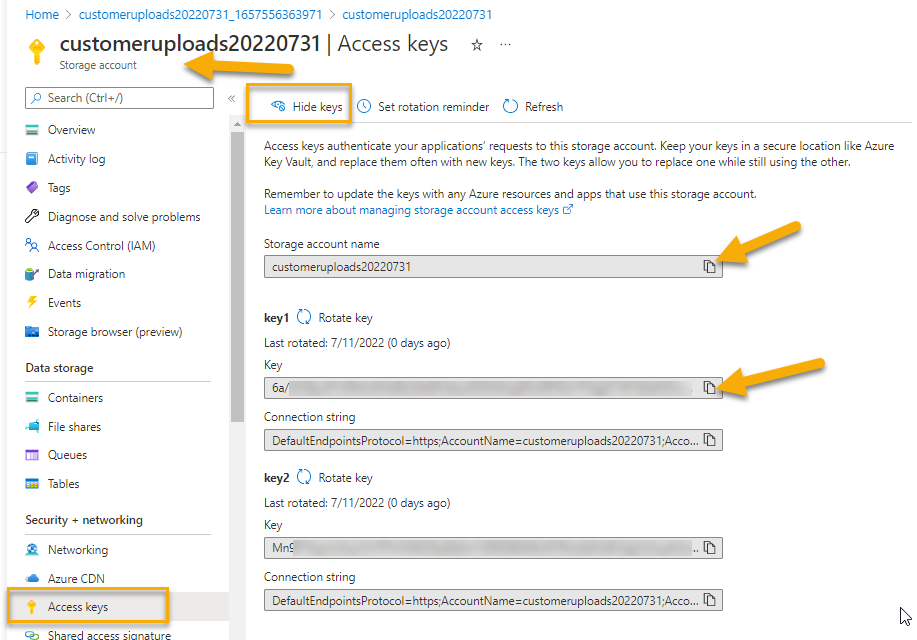 Home > customeruploads20220731_1657556363971 > customeruploads20220731
customeruploads20220731 | Access keys ☆ ...
Storage account
Search (Ctrl+/)
«
Overview
Activity log
Tags
Diagnose and solve problems
Access Control (IAM)
Data migration
Events
Storage browser (preview)
Data storage
Containers
File shares
Queues
Tables
Security + networking
Networking
Azure CDN
Access keys
Shared access signature
Hide keys
Set rotation reminder
Refresh
Access keys authenticate your applications' requests to this storage account. Keep your keys in a secure location like Azure
Key Vault, and replace them often with new keys. The two keys allow you to replace one while still using the other.
Remember to update the keys with any Azure resources and apps that use this storage account.
Learn more about managing storage account access keys
Storage account name
customeruploads20220731
key1 Rotate key
Last rotated: 7/11/2022 (0 days ago)
Key
6a/
Connection string
DefaultEndpointsProtocol=https;AccountName=customeruploads20220731;Acco...
key2 Rotate key
Last rotated: 7/11/2022 (0 days ago)
Key
Mn9
Connection string
DefaultEndpointsProtocol=https;AccountName=customeruploads20220731;Acco...